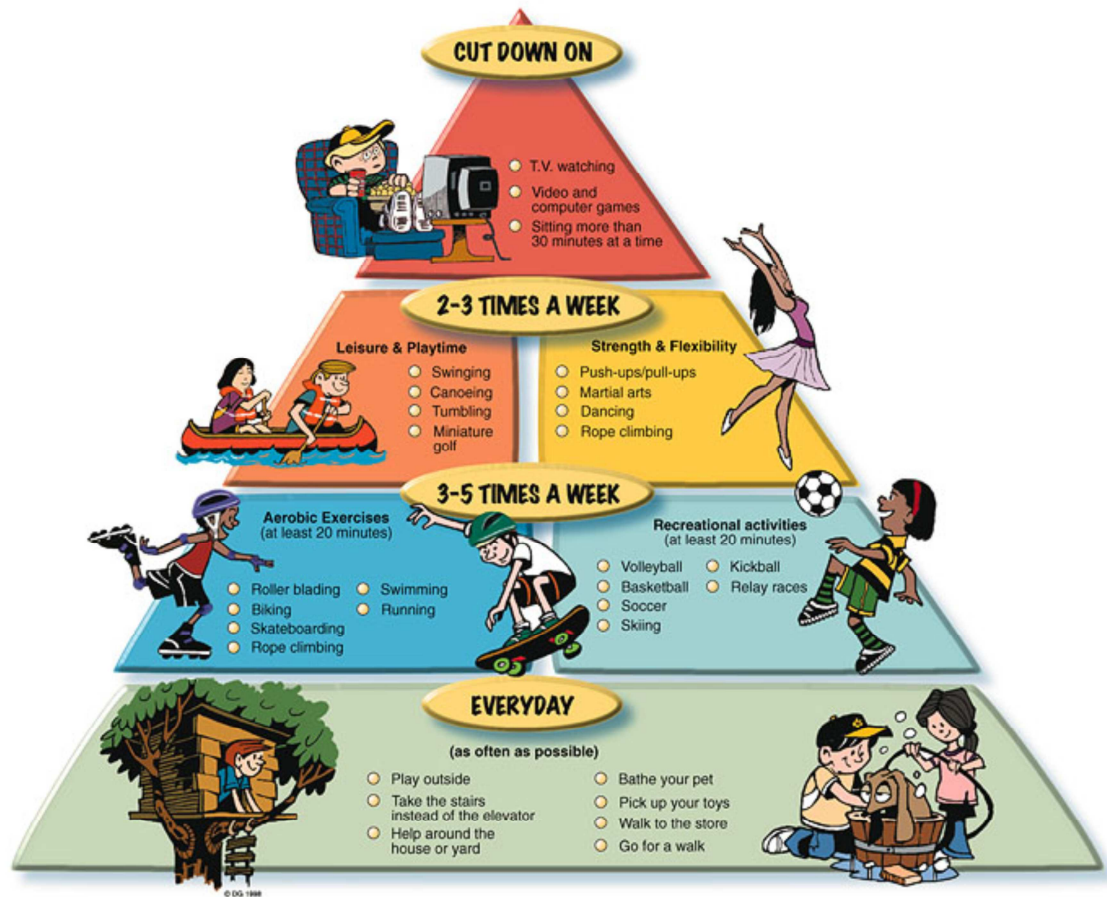 CUT DOWN ON
T.V. watching
Video and
computer games
Sitting more than
30 minutes at a time
2-3 TIMES A WEEK
Leisure & Playtime
Swinging
Canoeing
Tumbling
Miniature
golf
Strength & Flexibility
Push-ups/pull-ups
Martial arts
Dancing
Rope climbing
3-5 TIMES A WEEK
Aerobic Exercises
(at least 20 minutes)
Roller blading
Biking
Skateboarding
Rope climbing
Swimming
Running
Recreational activities
(at least 20 minutes)
Volleyball
Basketball
Soccer
Skiing
Kickball
Relay races
EVERYDAY
(as often as possible)
Play outside
Take the stairs
instead of the elevator
Help around the
house or yard
Bathe your pet
Pick up your toys
Walk to the store
Go for a walk
© DG 1998